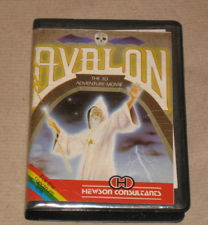 AVALON
THE 3D
ADVENTURE MOVIE
HEWSON CONSULTANTS